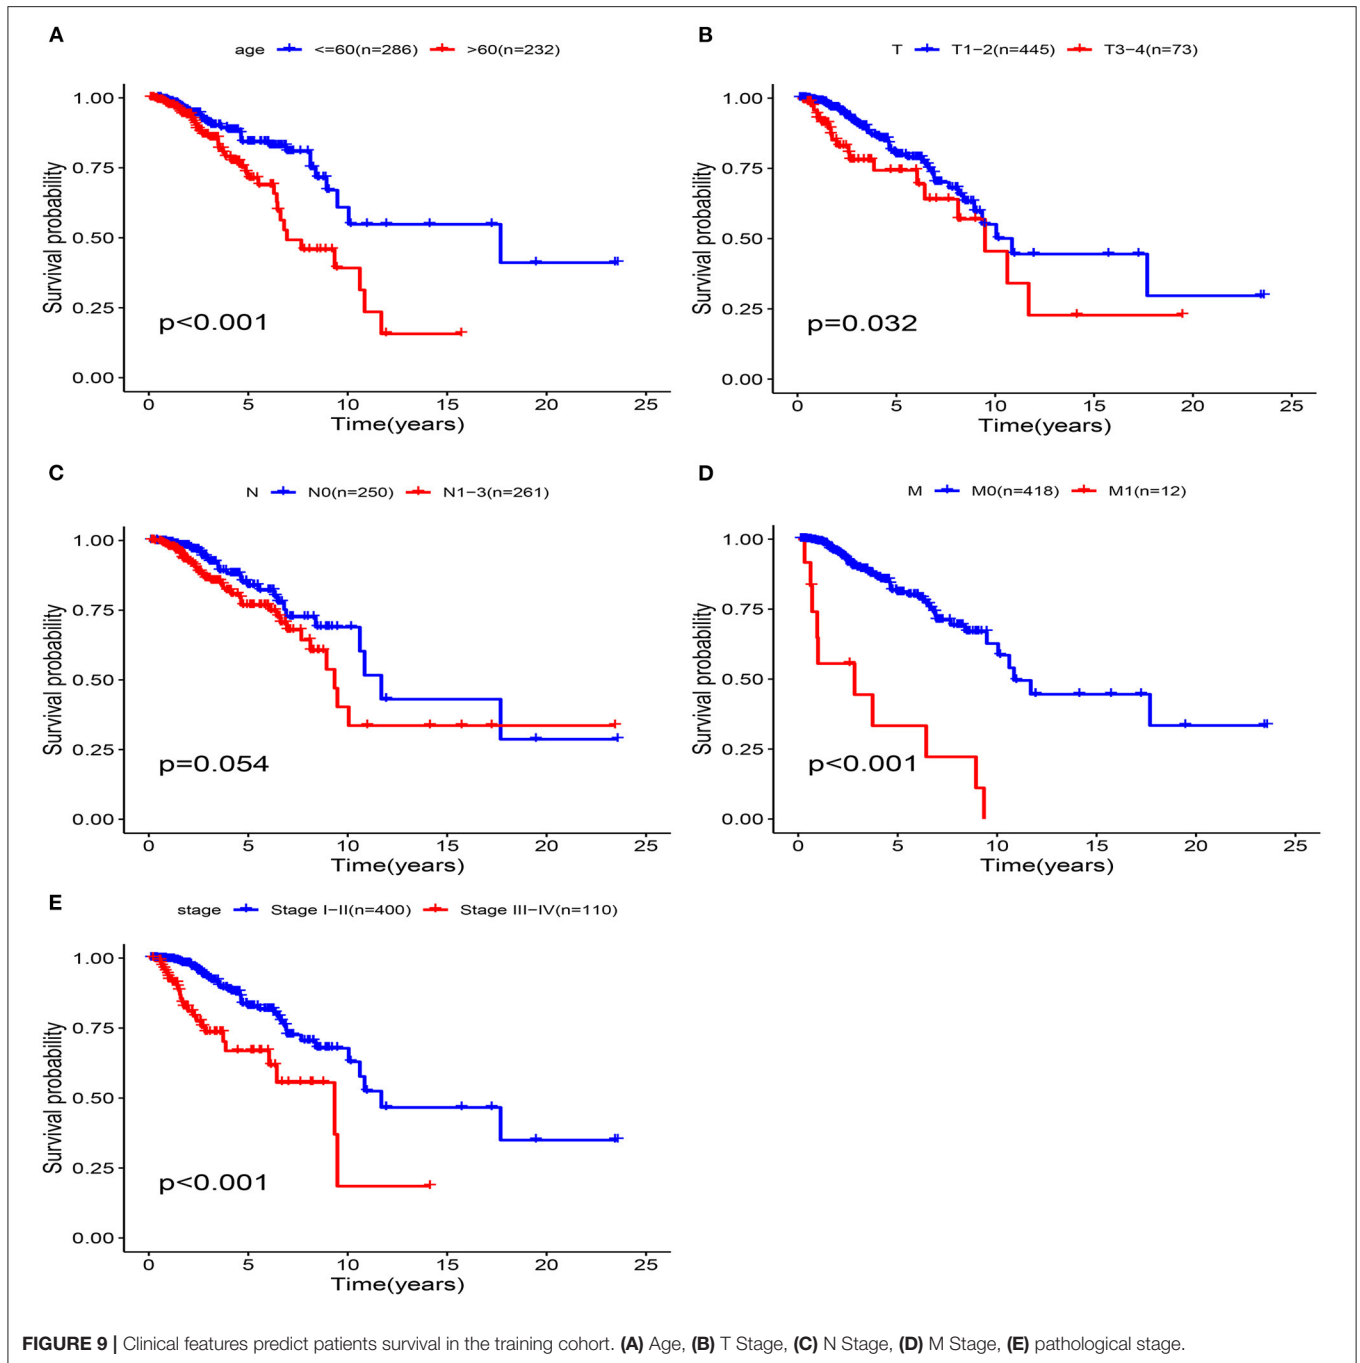 A
age <=60(n=286) >60(n=232)
Survival probability
1.00
0.75
0.50
0.25
0.00
p<0.001
0 5 10 15 20 25
Time(years)
B
T T1-2(n=445) T3-4(n=73)
Survival probability
1.00
0.75
0.50
0.25
0.00
p=0.032
0 5 10 15 20 25
Time(years)
C
N N0(n=250) N1-3(n=261)
Survival probability
1.00
0.75
0.50
0.25
0.00
p=0.054
0 5 10 15 20 25
Time(years)
D
M M0(n=418) M1(n=12)
Survival probability
1.00
0.75
0.50
0.25
0.00
p<0.001
0 5 10 15 20 25
Time(years)
E
stage Stage I-II(n=400) Stage III-IV(n=110)
Survival probability
1.00
0.75
0.50
0.25
0.00
p<0.001
0 5 10 15 20 25
Time(years)
FIGURE 9 | Clinical features predict patients survival in the training cohort. (A) Age, (B) T Stage, (C) N Stage, (D) M Stage, (E) pathological stage.